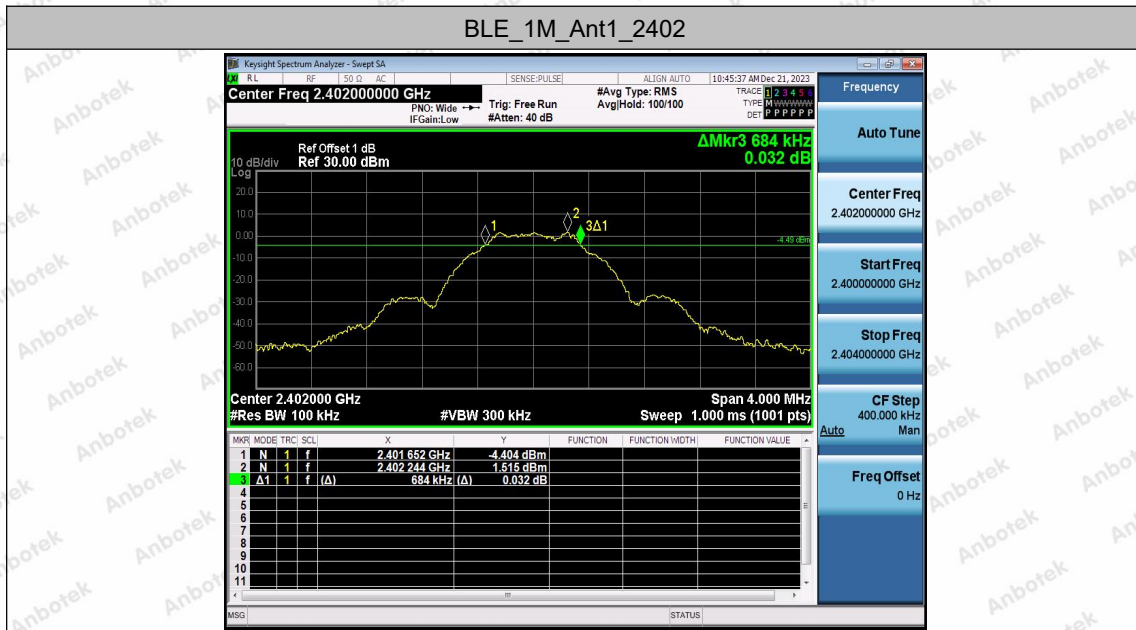 BLE_1M_Ant1_2402
Keysight Spectrum Analyzer - Swept SA
LXI RL RF 50 Ω AC SENSE:PULSE ALIGN AUTO 10:45:37 AM Dec 21, 2023
Center Freq 2.402000000 GHz
PNO: Wide
IFGain:Low
Trig: Free Run
#Atten: 40 dB
#Avg Type: RMS
Avg|Hold: 100/100
TRACE 1 2 3 4 5 6
TYPE M W W W W W
DET P P P P P P
ΔMkr3 684 kHz
0.032 dB
Ref Offset 1 dB
10 dB/div Ref 30.00 dBm
Log
20.0
10.0
0.00
-10.0
-20.0
-30.0
-40.0
-50.0
-60.0
1
2
3Δ1
-4.49 dBm
Center 2.402000 GHz Span 4.000 MHz
#Res BW 100 kHz #VBW 300 kHz Sweep 1.000 ms (1001 pts)
MKR MODE TRC SCL X Y FUNCTION FUNCTION WIDTH FUNCTION VALUE
1 N 1 f 2.401 652 GHz -4.404 dBm
2 N 1 f 2.402 244 GHz 1.515 dBm
3 Δ1 1 f (Δ) 684 kHz (Δ) 0.032 dB
4
5
6
7
8
9
10
11
MSG STATUS
Frequency
Auto Tune
Center Freq
2.402000000 GHz
Start Freq
2.400000000 GHz
Stop Freq
2.404000000 GHz
CF Step
400.000 kHz
Auto Man
Freq Offset
0 Hz
Anbotek